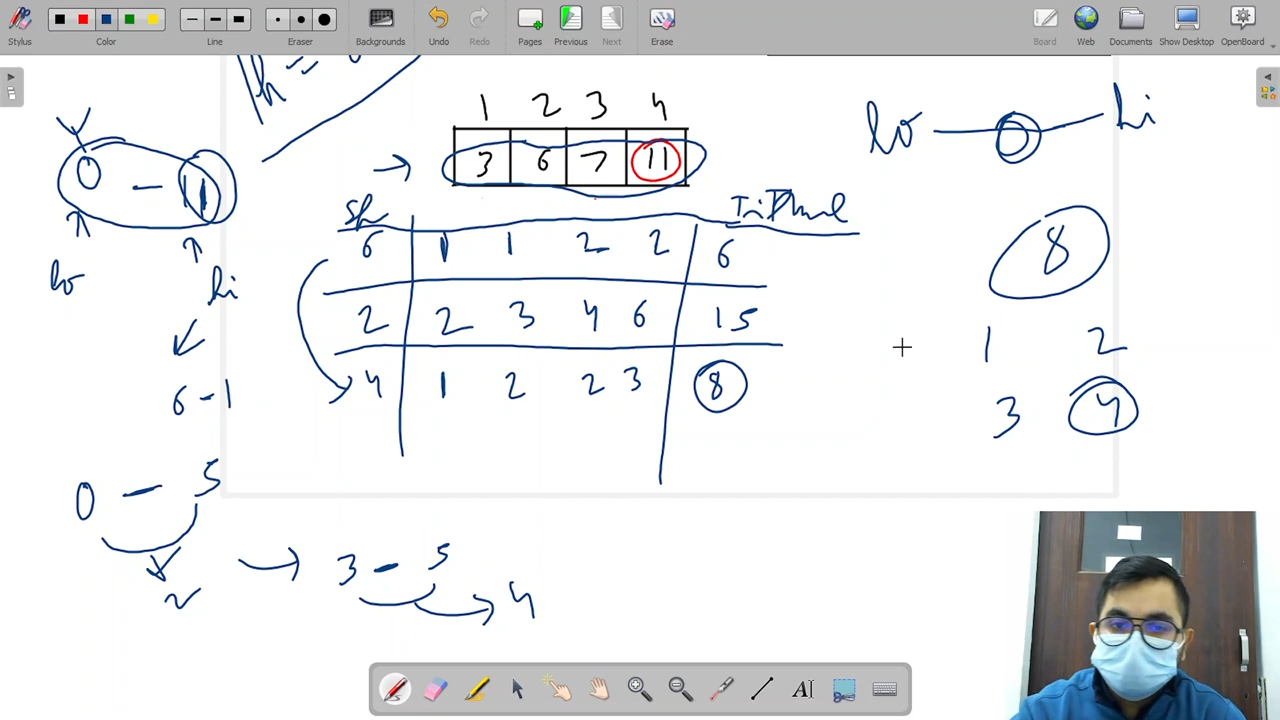 Stylus Color Line Eraser Backgrounds Undo Redo Pages Previous Next Erase Board Web Documents Show Desktop OpenBoard
h =
1 2 3 4
3 6 7 11
lo hi
0 - 11
lo hi
6 - 1
0 - 5
2
3 - 5
4
6 1 1 2 2 6
2 2 3 4 6 15
4 1 2 2 3 8
8
1 2
3 4
A